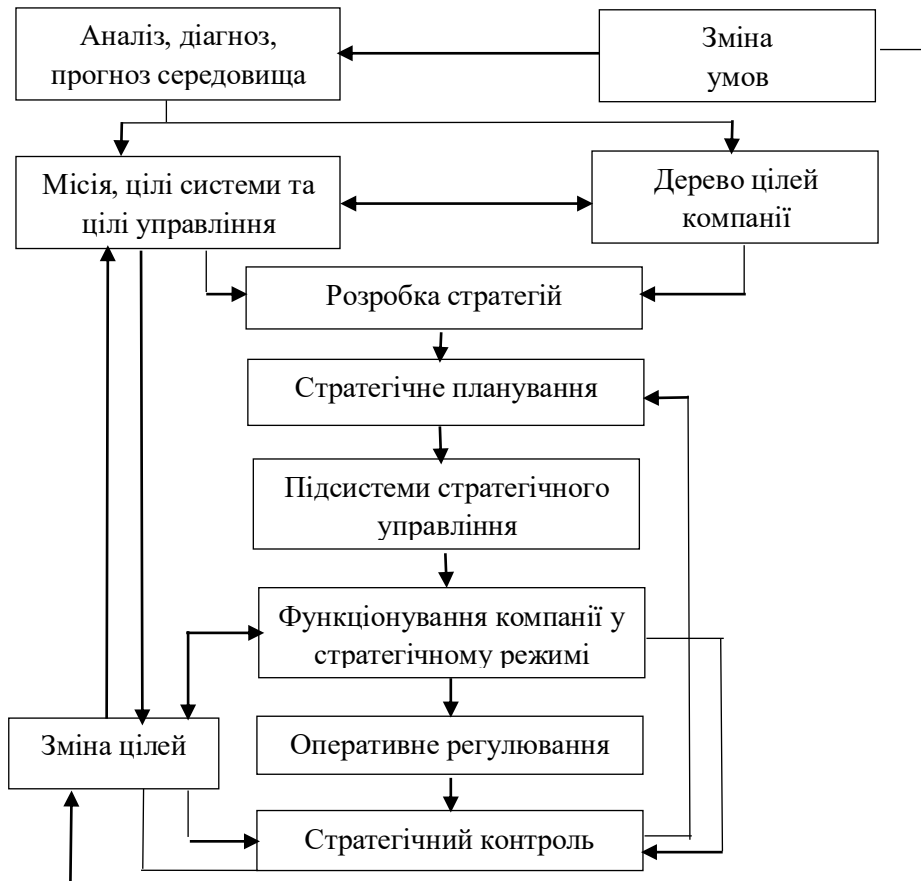 Аналіз, діагноз,
прогноз середовища
Зміна
умов
Місія, цілі системи та
цілі управління
Дерево цілей
компанії
Розробка стратегій
Стратегічне планування
Підсистеми стратегічного
управління
Функціонування компанії у
стратегічному режимі
Зміна цілей
Оперативне регулювання
Стратегічний контроль